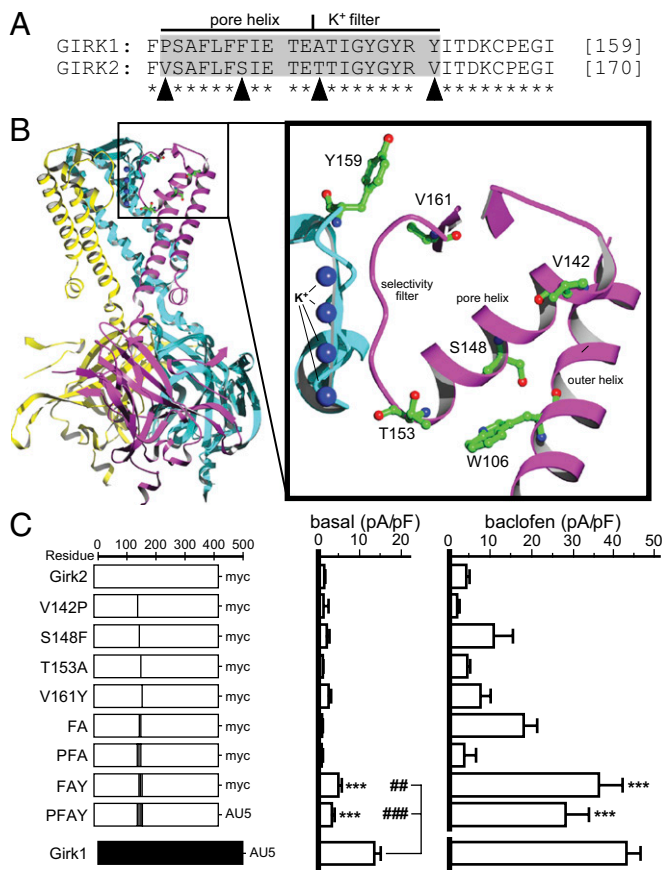 A
pore helix K+ filter
GIRK1: FPSAFLFFIE TEATIGYGYR YITDKCPEGI [159]
GIRK2: FVSAFLFSIE TETTIGYGYR VITDKCPEGI [170]
* ******* ** ** ******** *********
B
Y159
V161
V142
K+
selectivity
filter
pore helix
S148
outer helix
T153
W106
C
basal (pA/pF) baclofen (pA/pF)
Residue 0 100 200 300 400 500
0 10 20
0 10 20 30 40 50
Girk2 myc
V142P myc
S148F myc
T153A myc
V161Y myc
FA myc
PFA myc
FAY myc *** ## ***
PFAY AU5 *** ### ***
Girk1 AU5